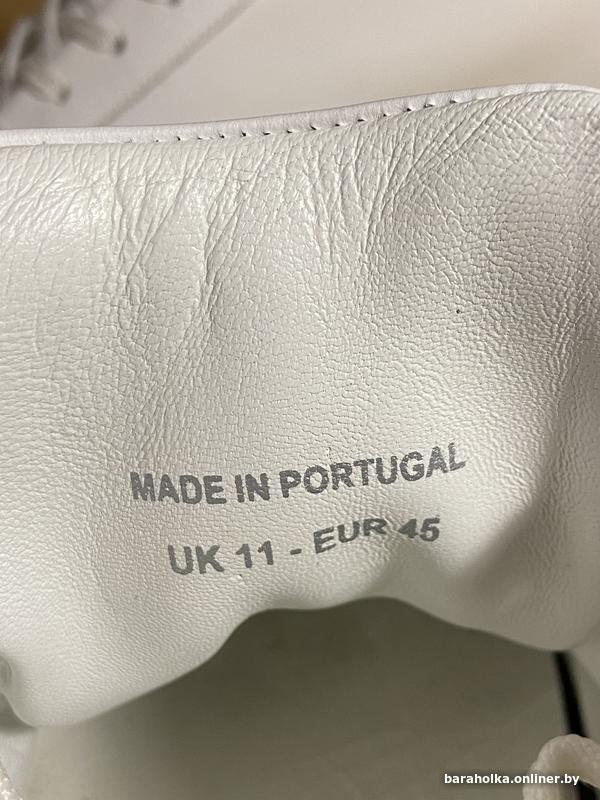 MADE IN PORTUGAL
UK 11 - EUR 45
baraholka.onliner.by